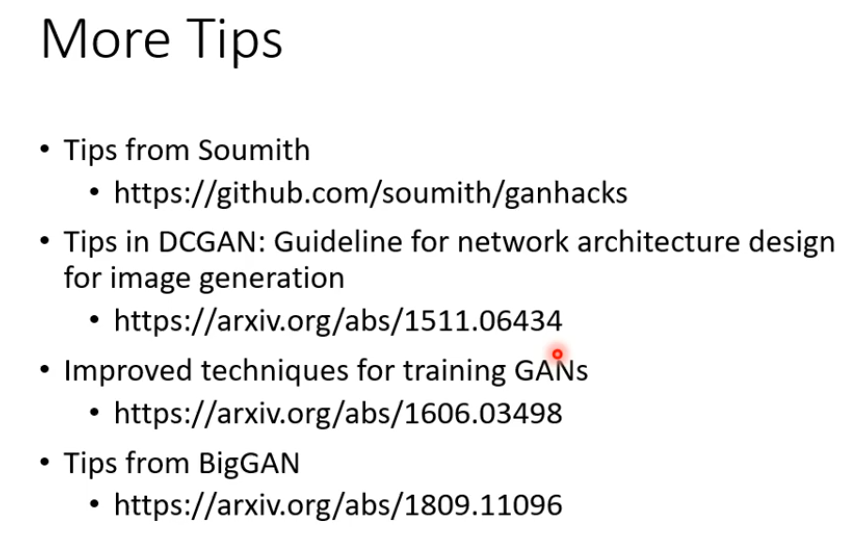 More Tips
• Tips from Soumith
• https://github.com/soumith/ganhacks
• Tips in DCGAN: Guideline for network architecture design
for image generation
• https://arxiv.org/abs/1511.06434
• Improved techniques for training GANs
• https://arxiv.org/abs/1606.03498
• Tips from BigGAN
• https://arxiv.org/abs/1809.11096